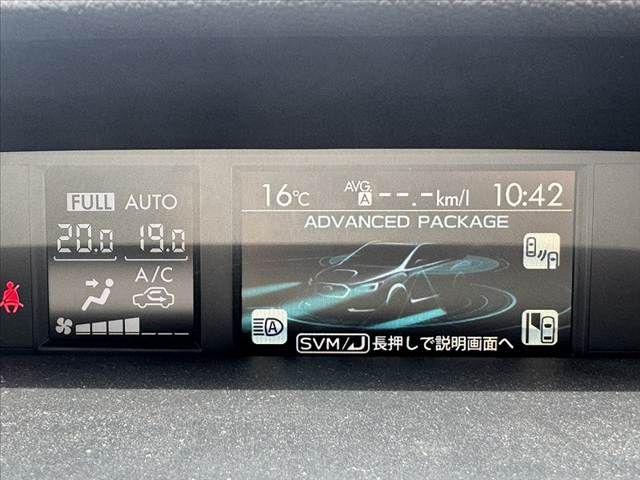 FULL AUTO
20.0 19.0
A/C
16℃ AVG. A --.-km/l 10:42
ADVANCED PACKAGE
A
SVM/⤶長押しで説明画面へ